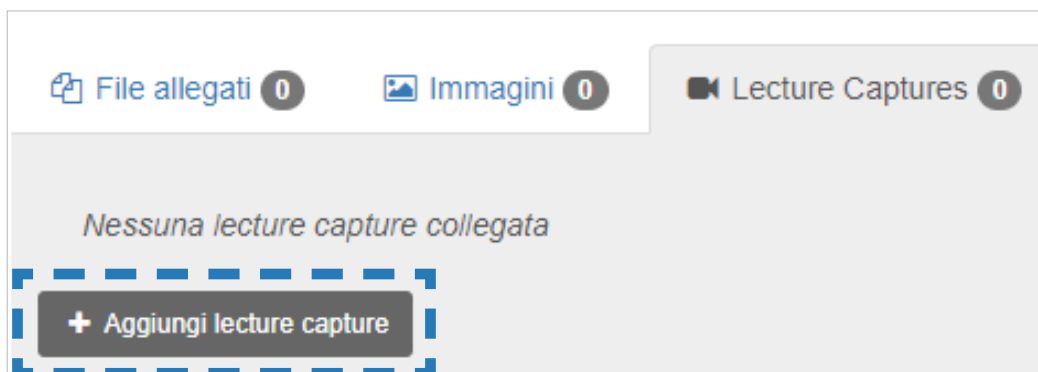 File allegati 0 Immagini 0 Lecture Captures 0
Nessuna lecture capture collegata
+ Aggiungi lecture capture